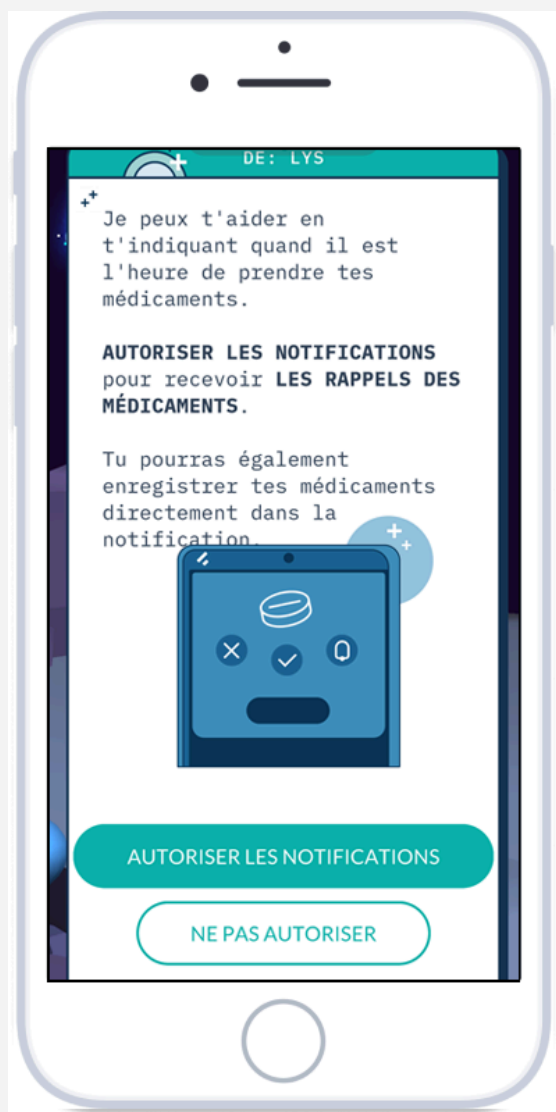 DE: LYS
Je peux t'aider en
t'indiquant quand il est
l'heure de prendre tes
médicaments.
AUTORISER LES NOTIFICATIONS
pour recevoir LES RAPPELS DES
MÉDICAMENTS.
Tu pourras également
enregistrer tes médicaments
directement dans la
notification.
AUTORISER LES NOTIFICATIONS
NE PAS AUTORISER